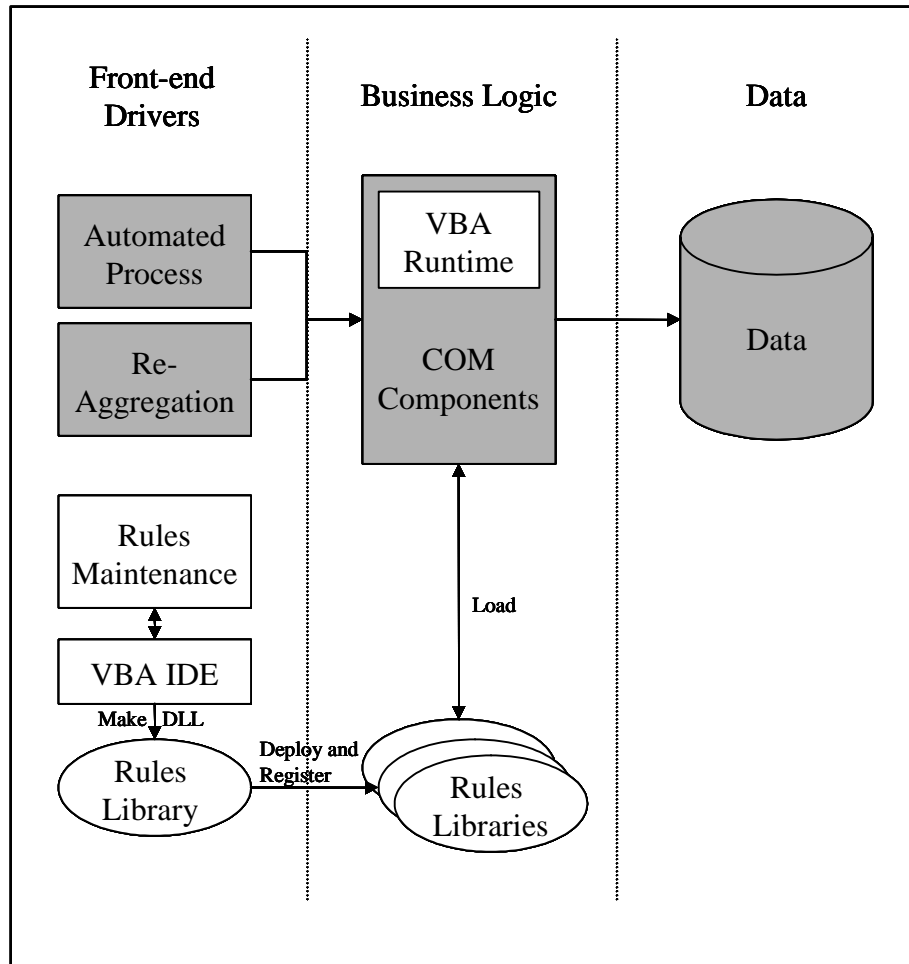 Front-end
Drivers
Business Logic
Data
Automated
Process
Re-
Aggregation
VBA
Runtime
COM
Components
Data
Rules
Maintenance
VBA IDE
Make DLL
Rules
Library
Deploy and
Register
Load
Rules
Libraries